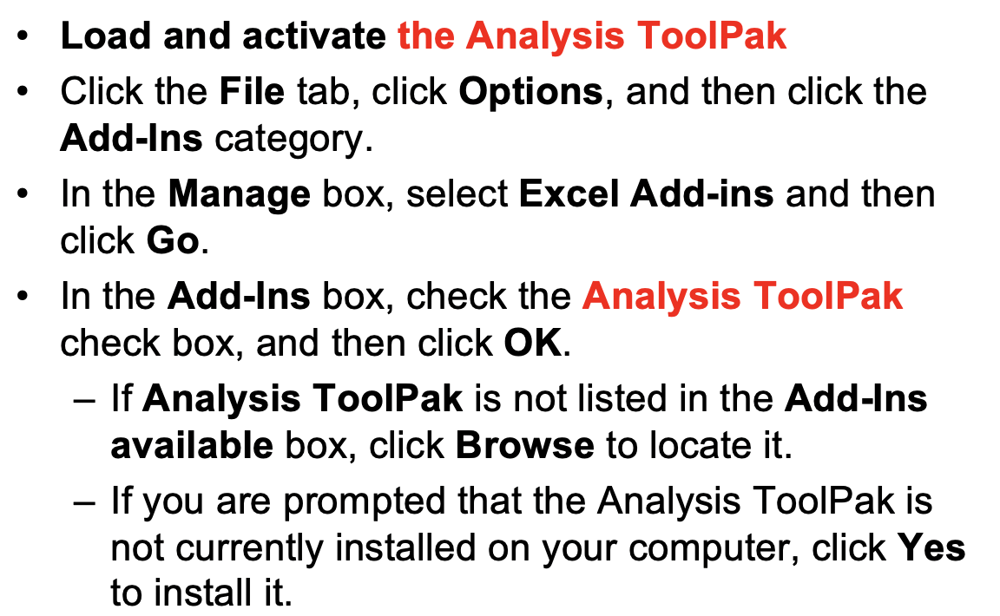 • Load and activate the Analysis ToolPak
• Click the File tab, click Options, and then click the
Add-Ins category.
• In the Manage box, select Excel Add-ins and then
click Go.
• In the Add-Ins box, check the Analysis ToolPak
check box, and then click OK.
– If Analysis ToolPak is not listed in the Add-Ins
available box, click Browse to locate it.
– If you are prompted that the Analysis ToolPak is
not currently installed on your computer, click Yes
to install it.